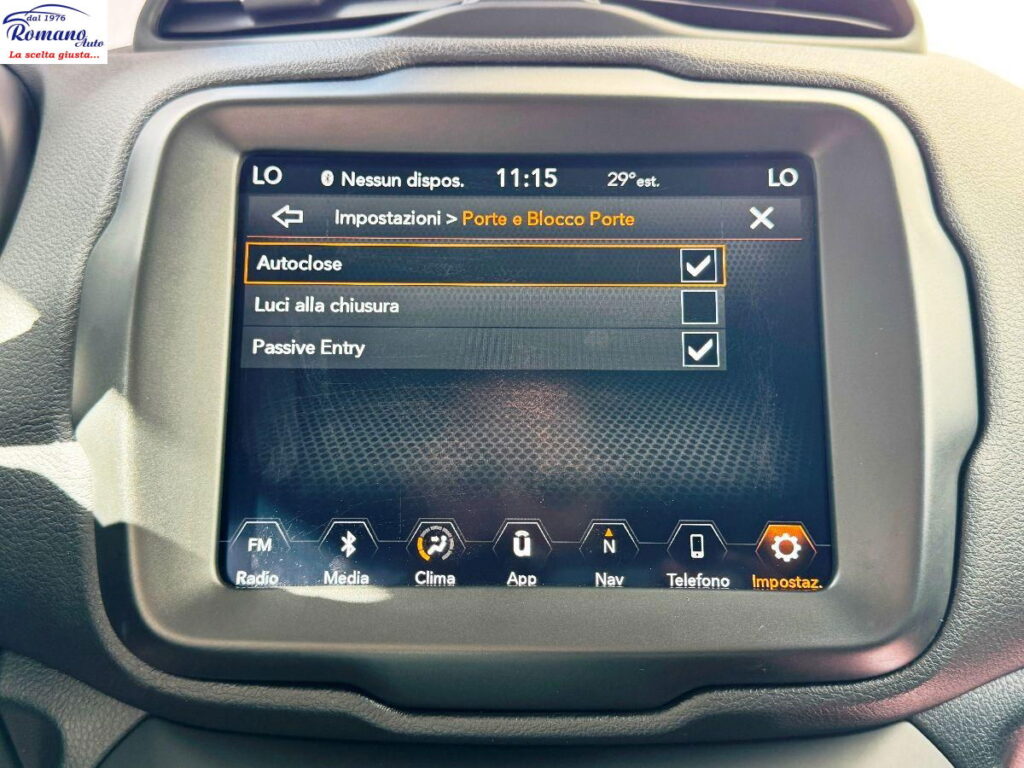 dal 1976
Romano Auto
La scelta giusta...
LO Nessun dispos. 11:15 29°est. LO
Impostazioni > Porte e Blocco Porte
Autoclose
Luci alla chiusura
Passive Entry
FM N
Radio Media Clima App Nav Telefono Impostaz.